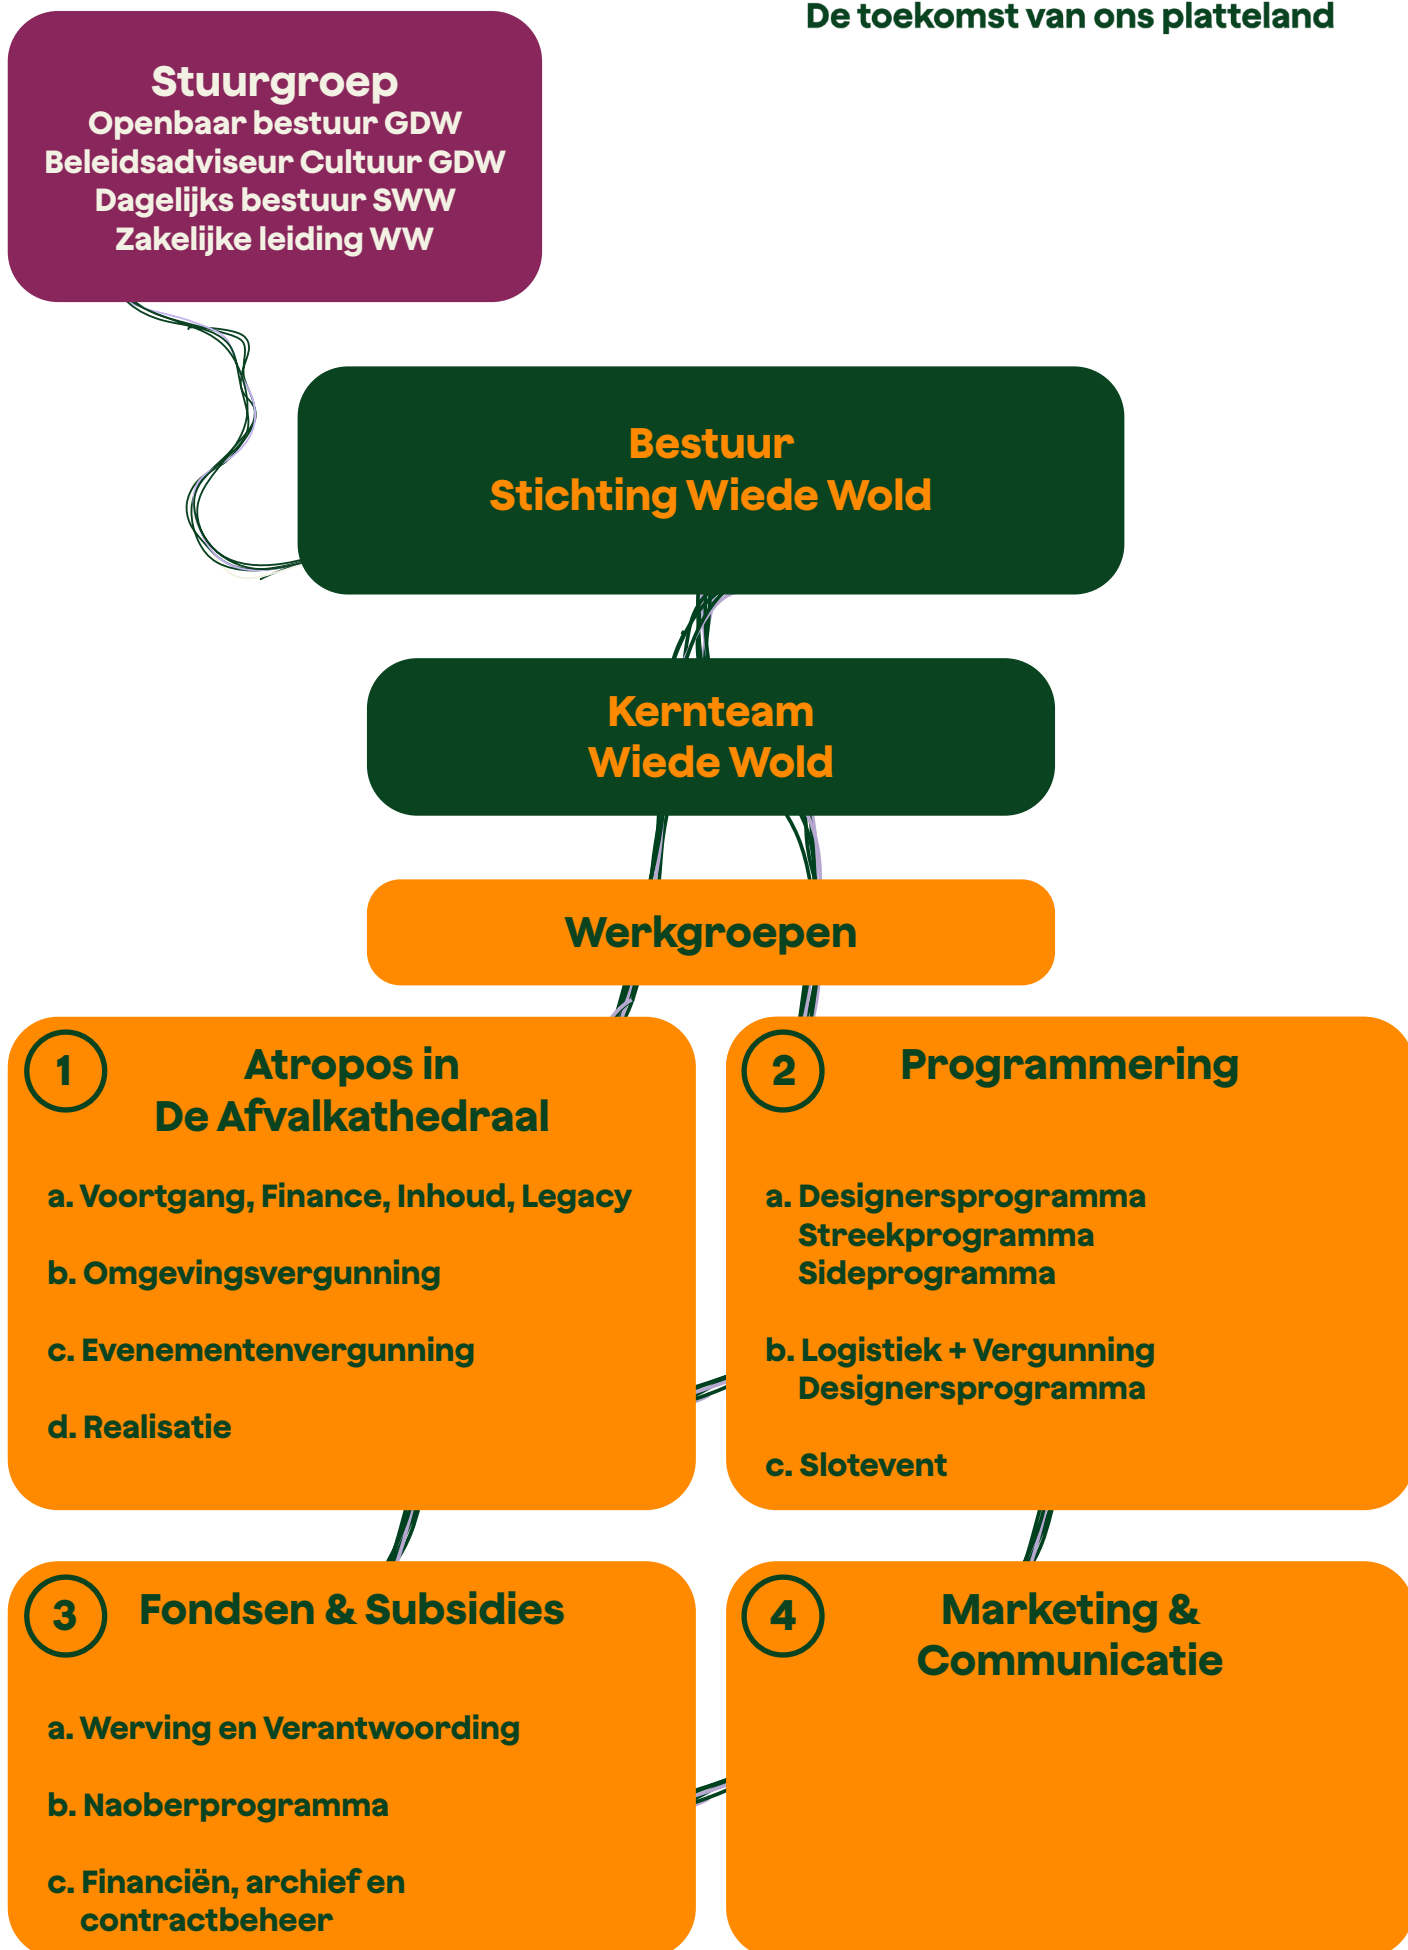 De toekomst van ons platteland
Stuurgroep
Openbaar bestuur GDW
Beleidsadviseur Cultuur GDW
Dagelijks bestuur SWW
Zakelijke leiding WW
Bestuur
Stichting Wiede Wold
Kernteam
Wiede Wold
Werkgroepen
1
Atropos in
De Afvalkathedraal
a. Voortgang, Finance, Inhoud, Legacy
b. Omgevingsvergunning
c. Evenementenvergunning
d. Realisatie
2
Programmering
a. Designersprogramma
Streekprogramma
Sideprogramma
b. Logistiek + Vergunning
Designersprogramma
c. Slotevent
3
Fondsen & Subsidies
a. Werving en Verantwoording
b. Naoberprogramma
c. Financiën, archief en
contractbeheer
4
Marketing &
Communicatie